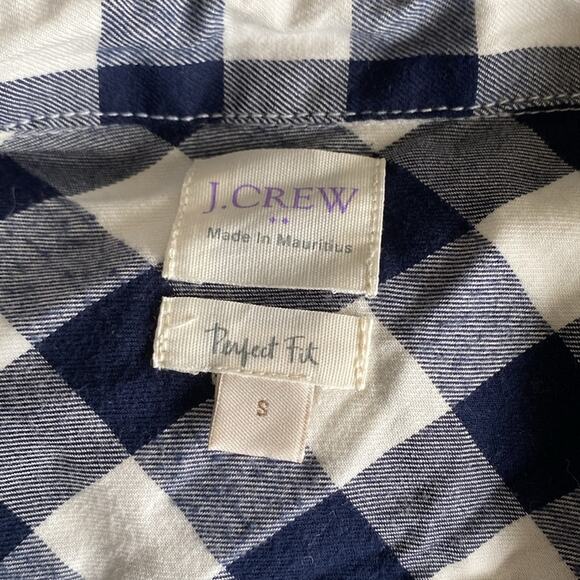 J.CREW
Made In Mauritius
Perfect Fit
S